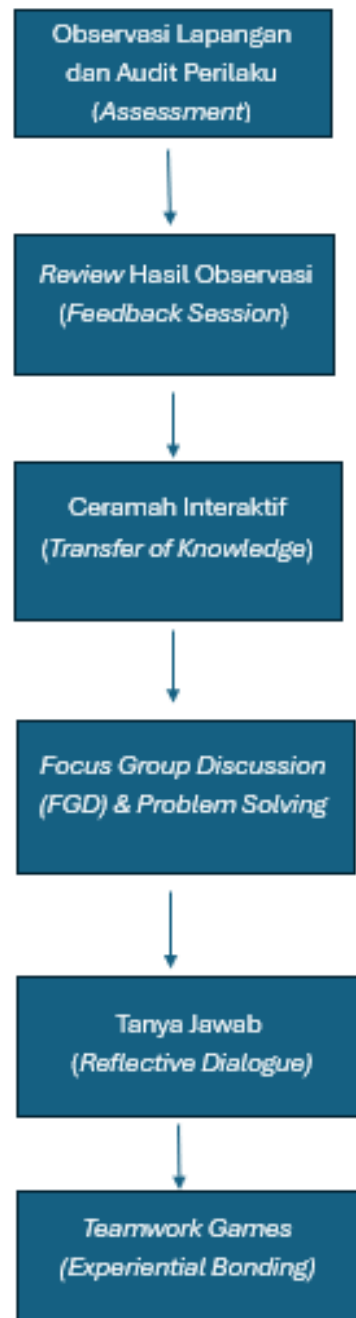 Observasi Lapangan
dan Audit Perilaku
(Assessment)
Review Hasil Observasi
(Feedback Session)
Ceramah Interaktif
(Transfer of Knowledge)
Focus Group Discussion
(FGD) & Problem Solving
Tanya Jawab
(Reflective Dialogue)
Teamwork Games
(Experiential Bonding)